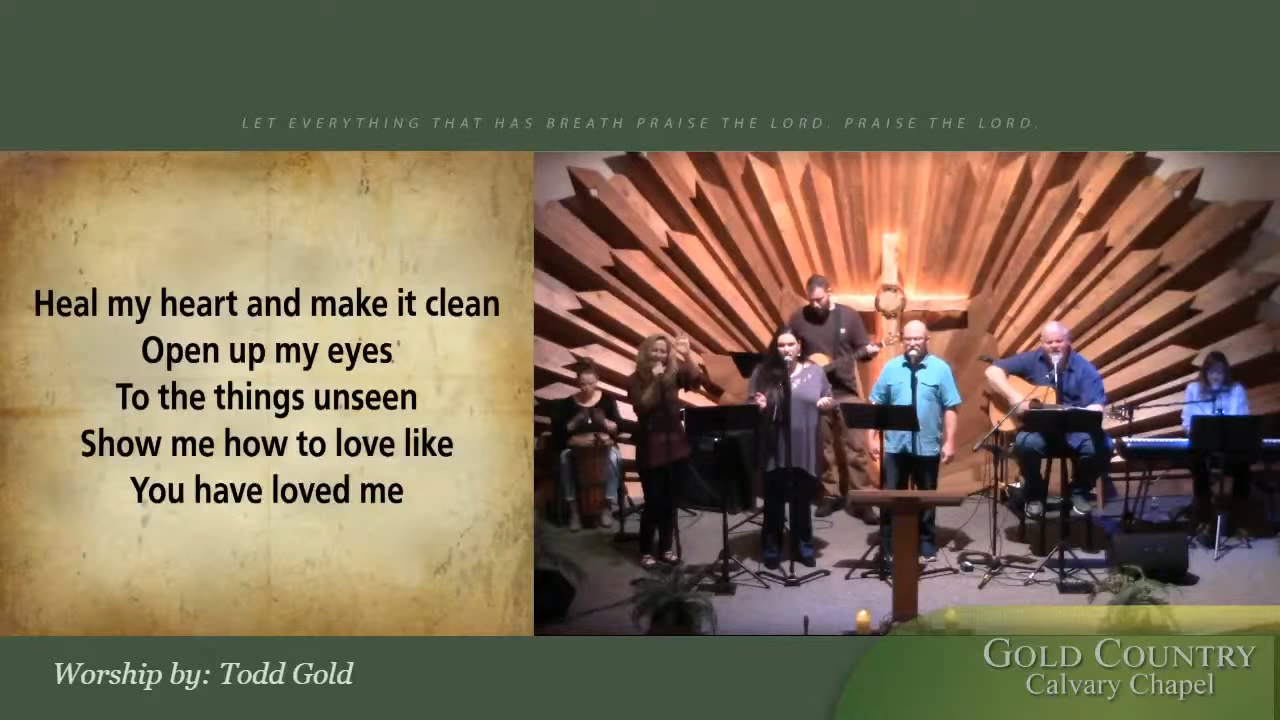 LET EVERYTHING THAT HAS BREATH PRAISE THE LORD. PRAISE THE LORD.
Heal my heart and make it clean
Open up my eyes
To the things unseen
Show me how to love like
You have loved me
Worship by: Todd Gold
GOLD COUNTRY
Calvary Chapel